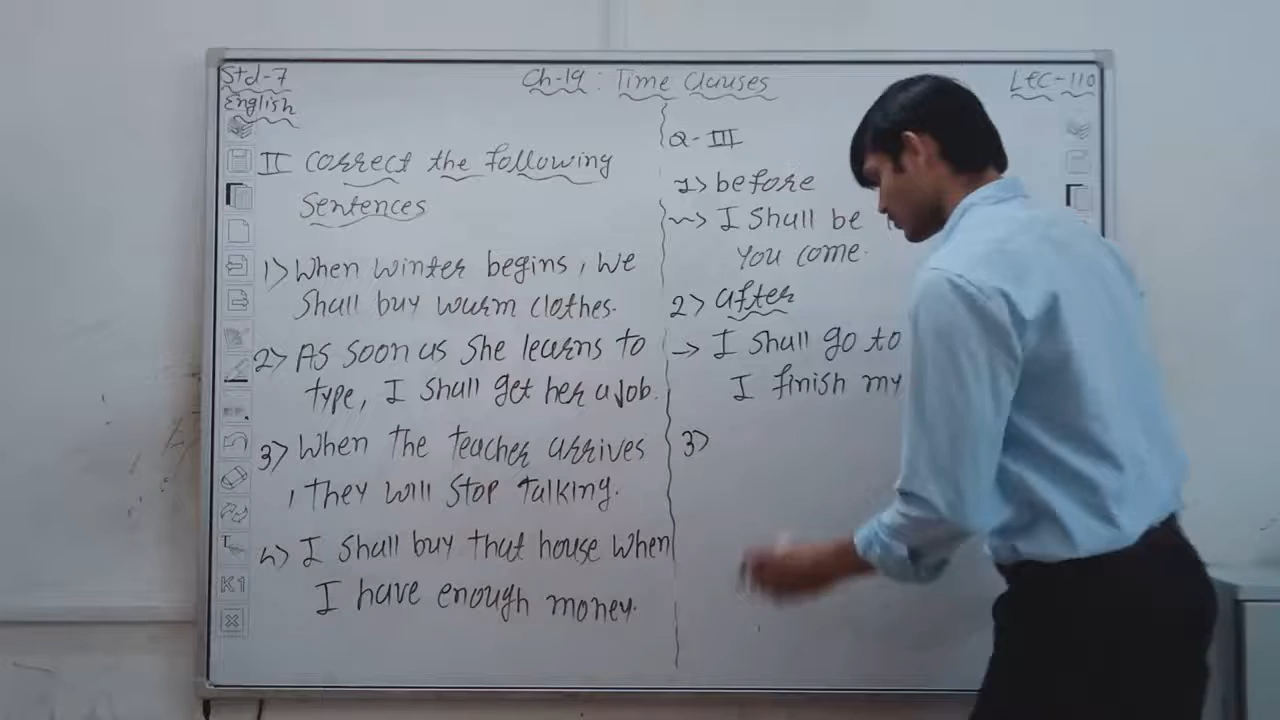 Std-7
English
Ch-19 : Time Clauses
Lec-110
II Correct the following
Sentences
1> When winter begins, we
Shall buy warm clothes.
2> As soon as she learns to
type, I shall get her a job.
3> When the teacher arrives
, they will stop talking.
4> I shall buy that house when
I have enough money.
Q-III
1> before
I Shall be
you come.
2> after
→ I shall go to
I finish my
3>
T
K1